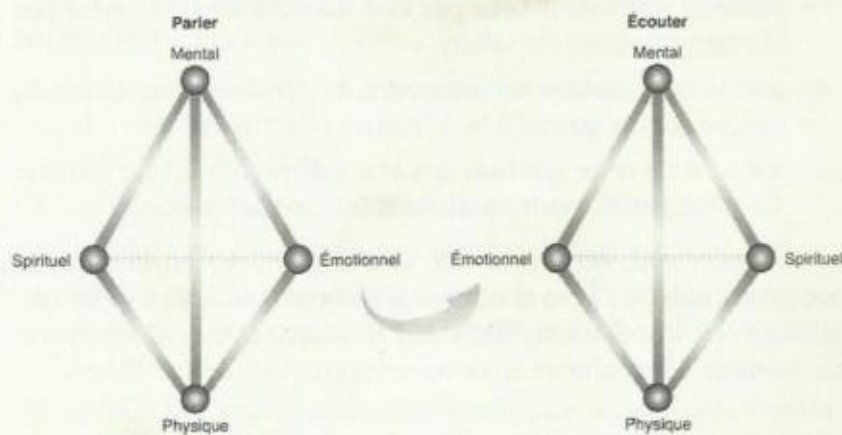 Parler
Mental
Spirituel
Émotionnel
Physique
Écouter
Mental
Émotionnel
Spirituel
Physique